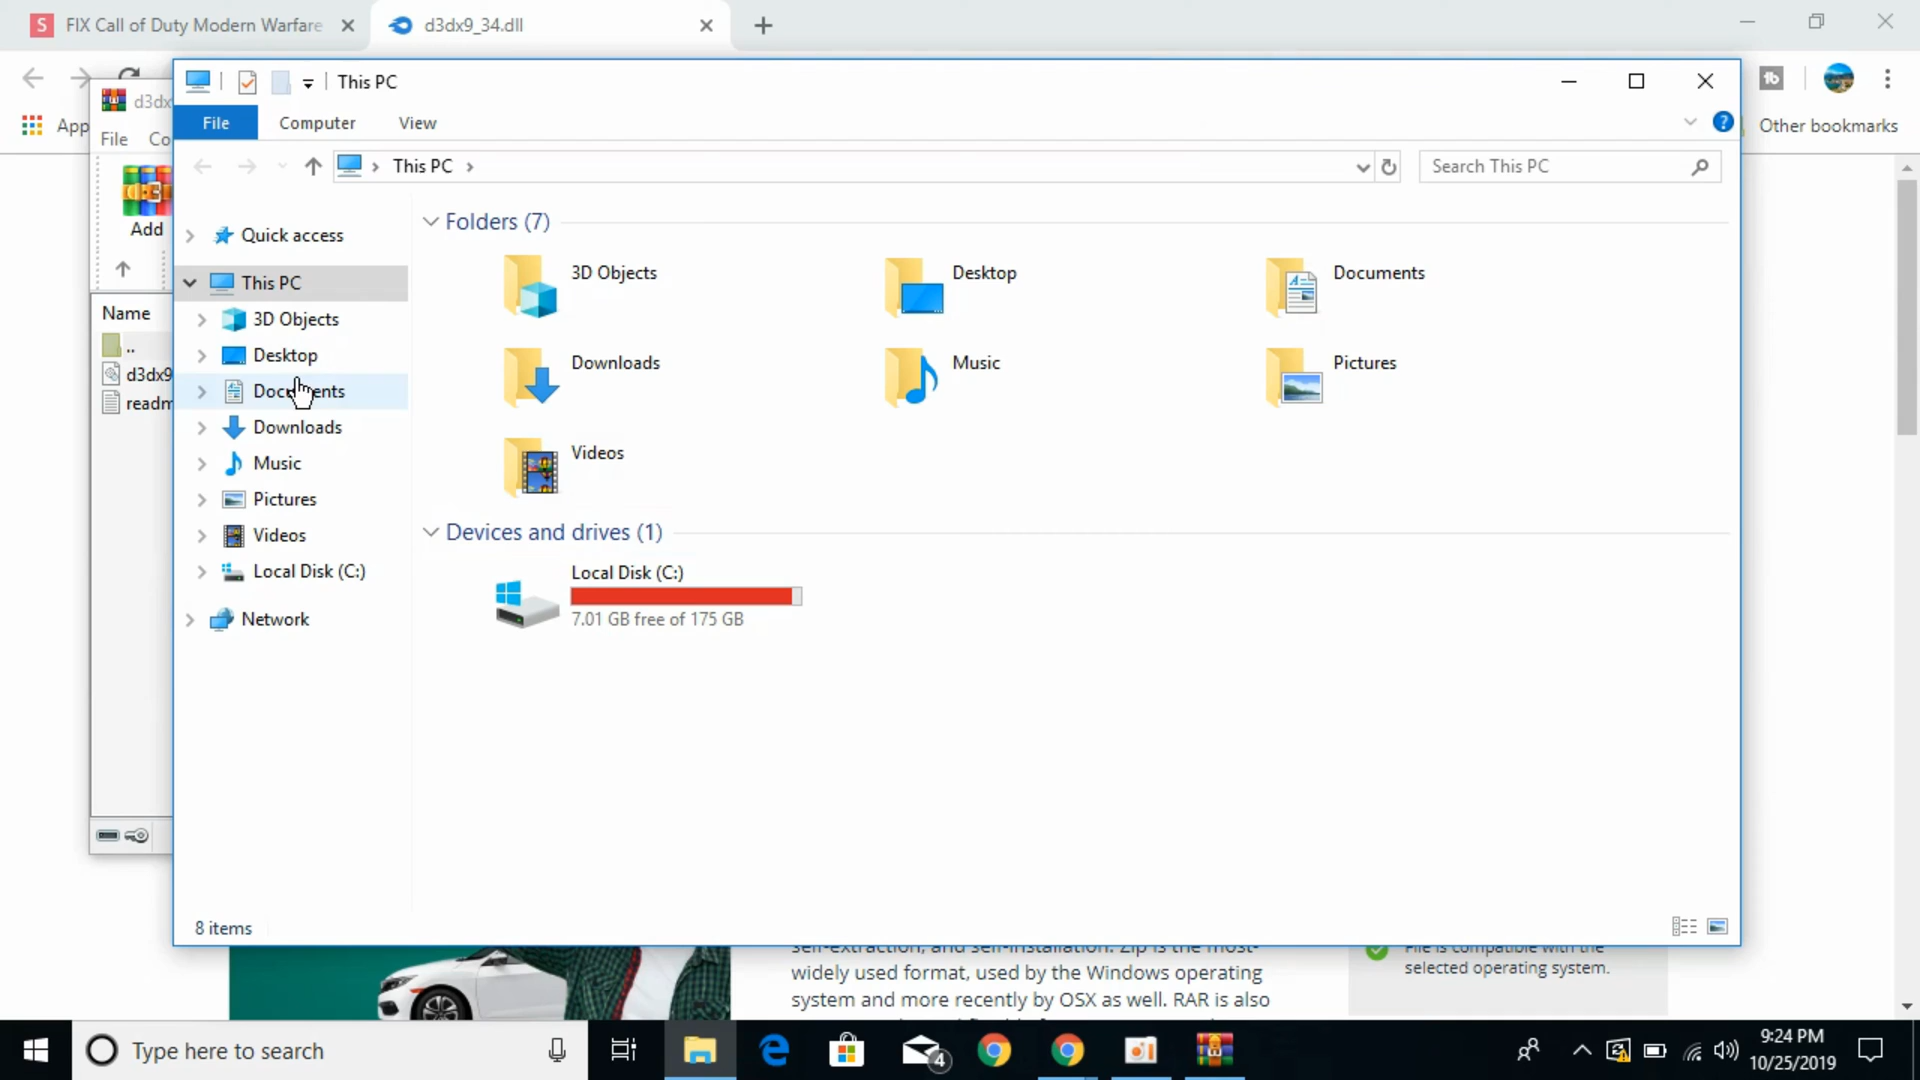 FIX Call of Duty Modern Warfare
d3dx9_34.dll
This PC
File
Computer
View
This PC
Search This PC
App
Other bookmarks
d3dx
File
Co
Add
Name
..
d3dx9
readm
Quick access
This PC
3D Objects
Desktop
Documents
Downloads
Music
Pictures
Videos
Local Disk (C:)
Network
Folders (7)
3D Objects
Desktop
Documents
Downloads
Music
Pictures
Videos
Devices and drives (1)
Local Disk (C:)
7.01 GB free of 175 GB
8 items
self-extraction, and self-installation. Zip is the most-
widely used format, used by the Windows operating
system and more recently by OSX as well. RAR is also
File is compatible with the
selected operating system.
Type here to search
4
9:24 PM
10/25/2019